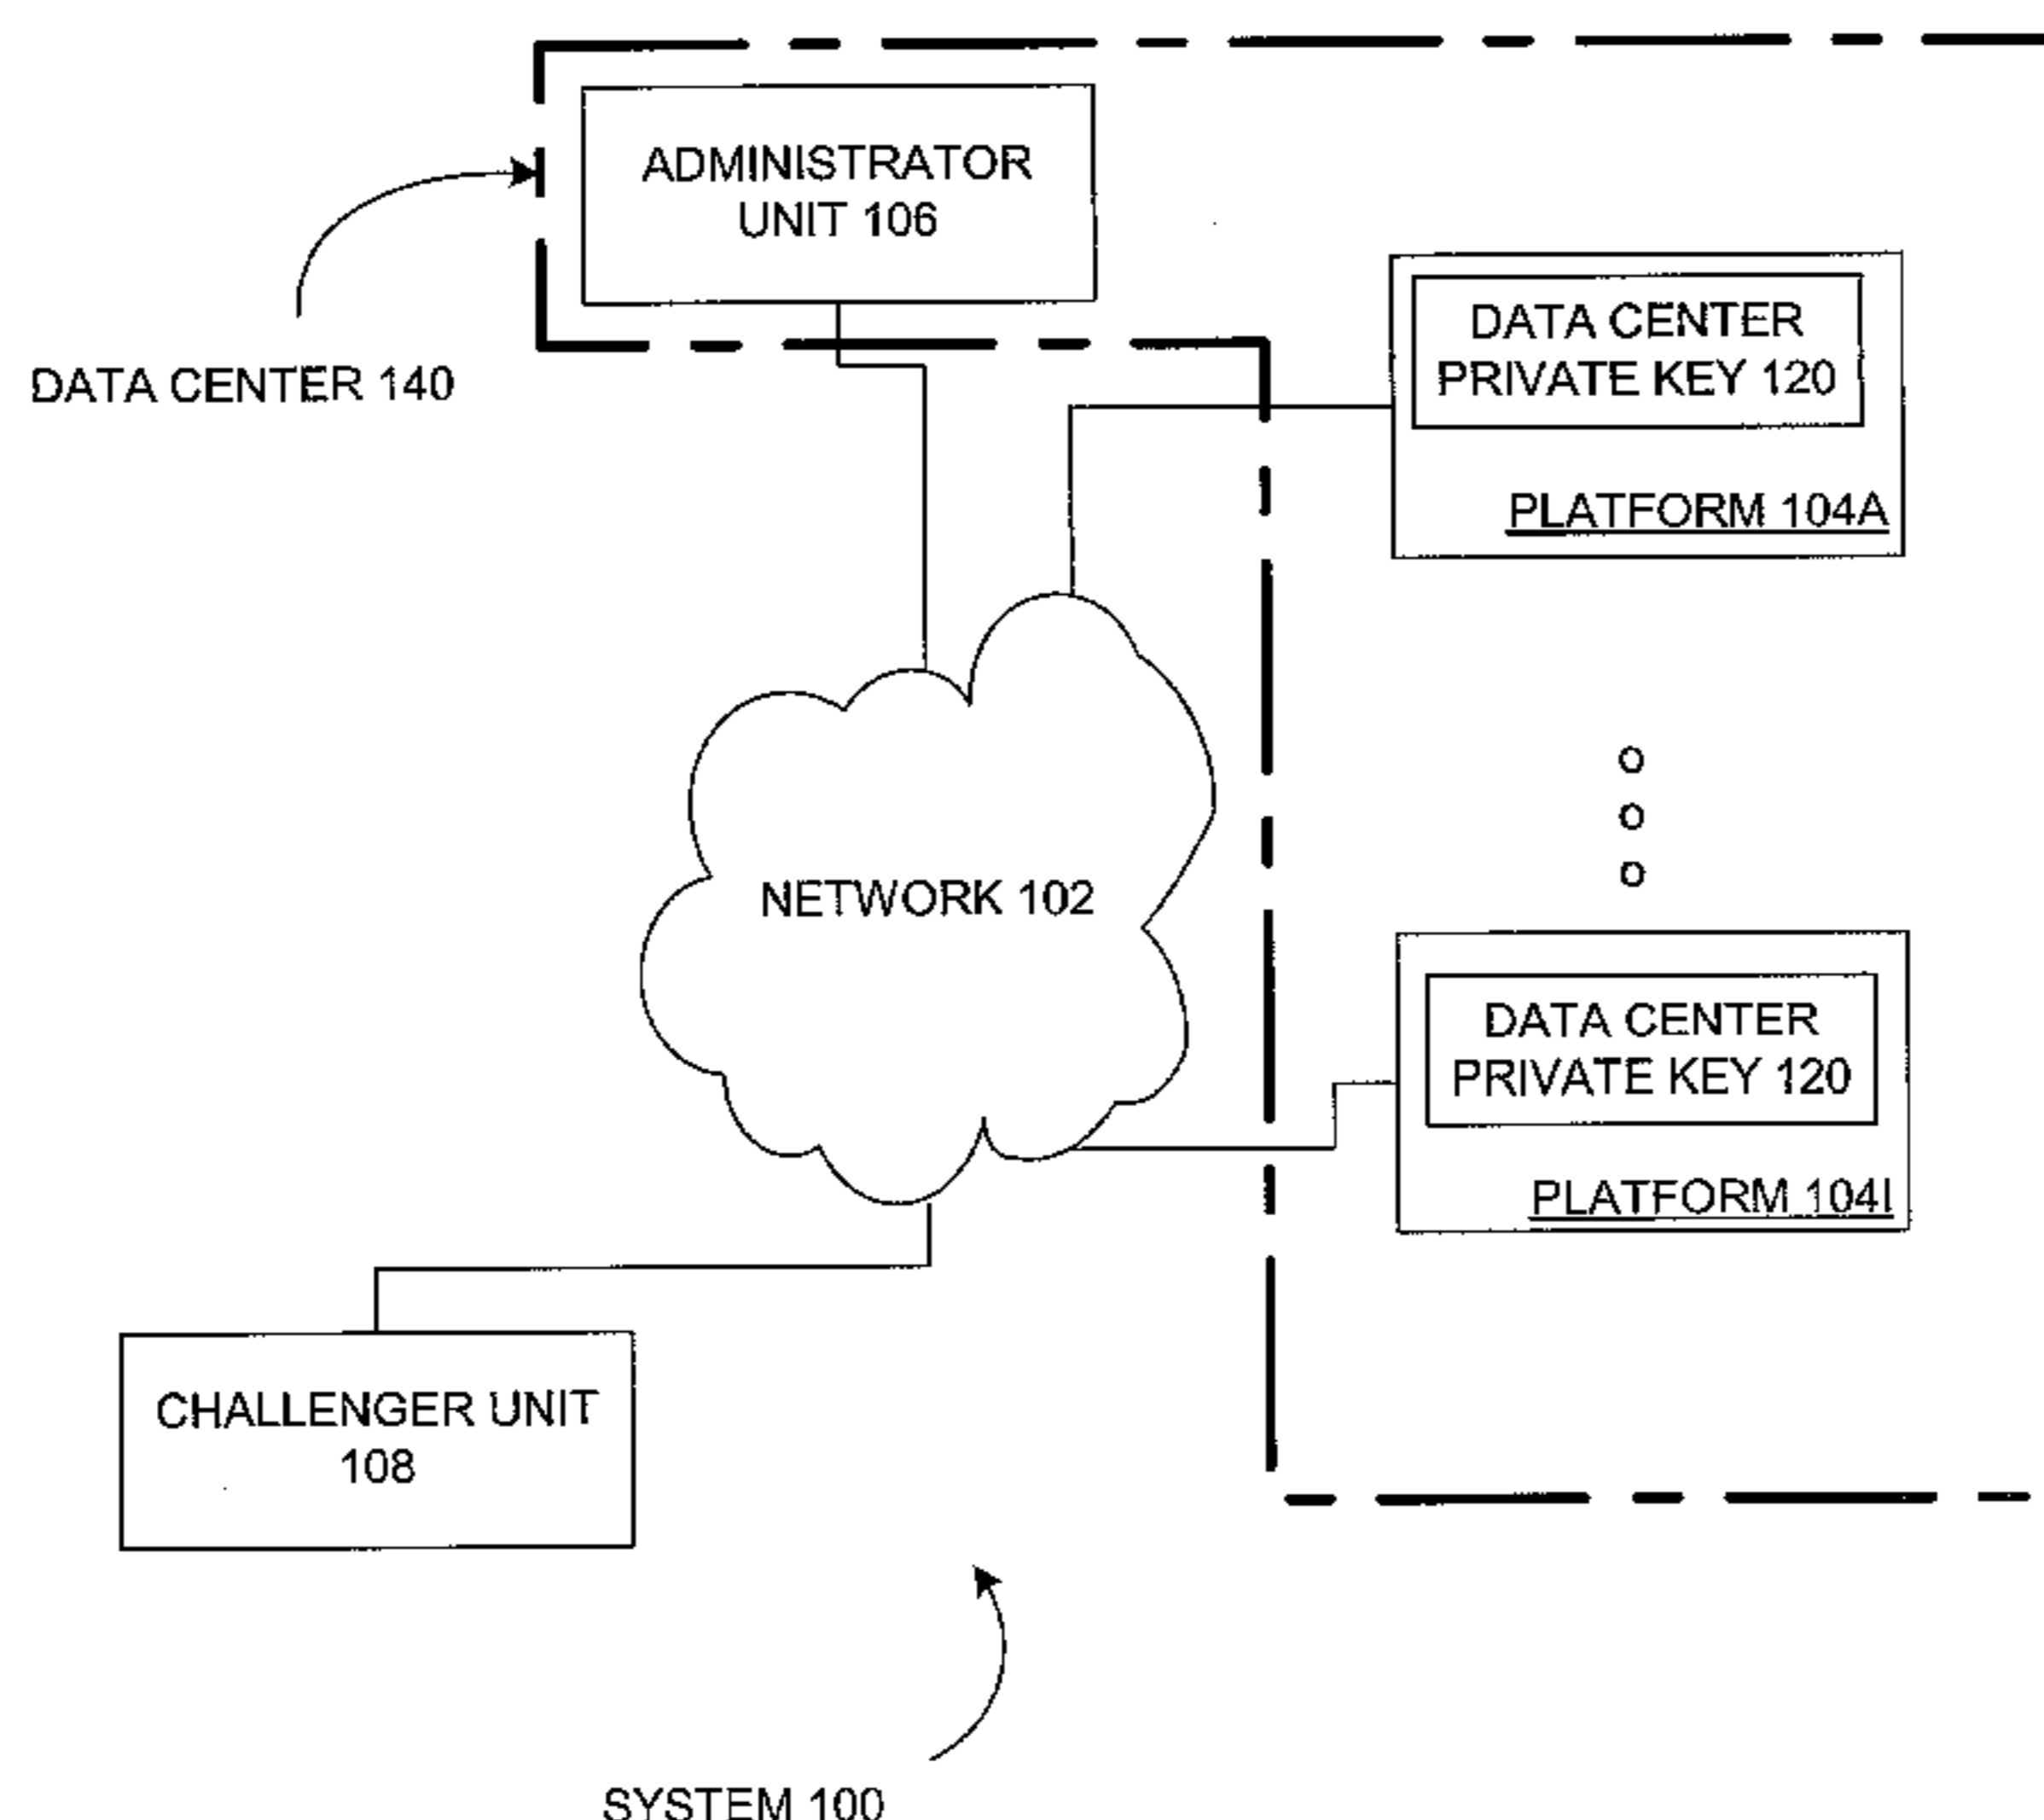 ADMINISTRATOR
UNIT 106
DATA CENTER 140
DATA CENTER
PRIVATE KEY 120
PLATFORM 104A
NETWORK 102
DATA CENTER
PRIVATE KEY 120
PLATFORM 104I
CHALLENGER UNIT
108
SYSTEM 100